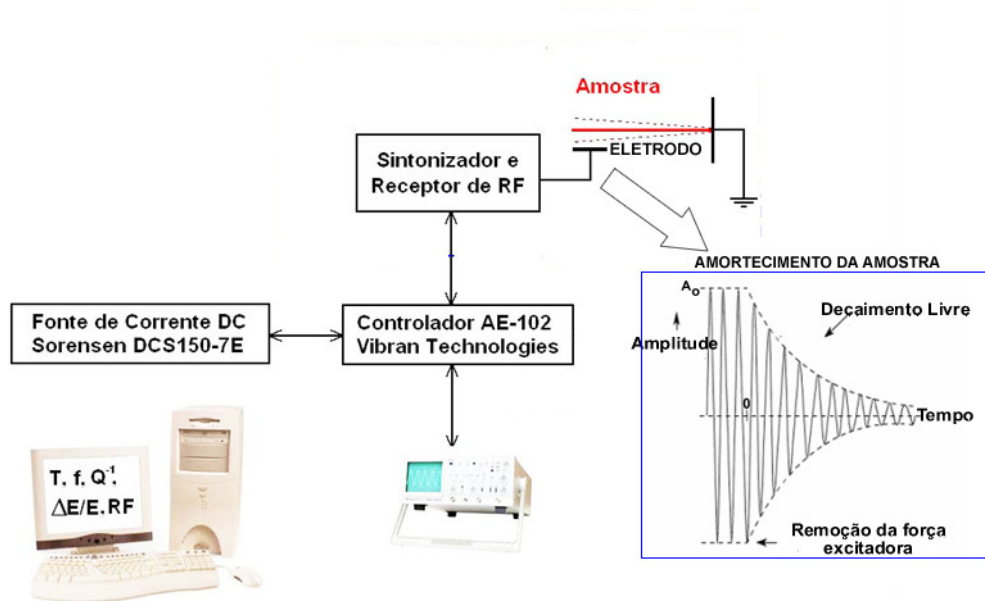 Amostra
ELETRODO
Sintonizador e
Receptor de RF
AMORTECIMENTO DA AMOSTRA
Fonte de Corrente DC
Sorensen DCS150-7E
Controlador AE-102
Vibran Technologies
Ao
Decaimento Livre
Amplitude
0
Tempo
T, f, Q⁻¹,
ΔE/E, RF
Remoção da força
excitadora